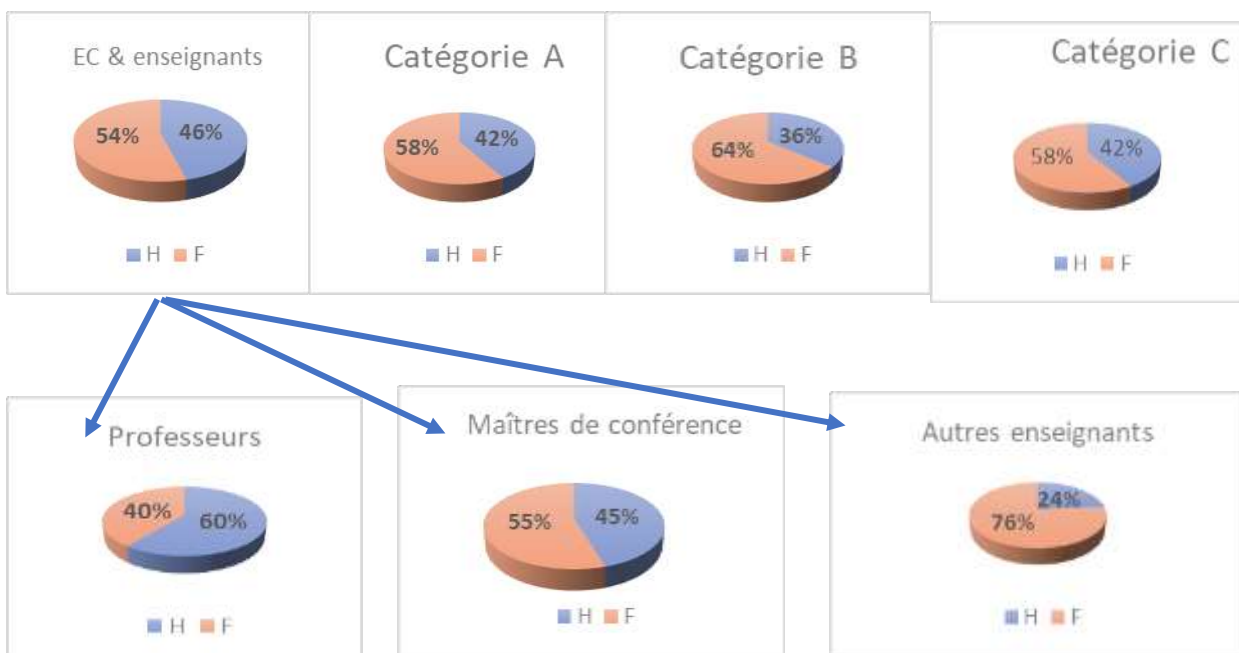 EC & enseignants
54% 46%
H F
Catégorie A
58% 42%
H F
Catégorie B
64% 36%
H F
Catégorie C
58% 42%
H F
Professeurs
40% 60%
H F
Maîtres de conférence
55% 45%
H F
Autres enseignants
24%
76%
H F